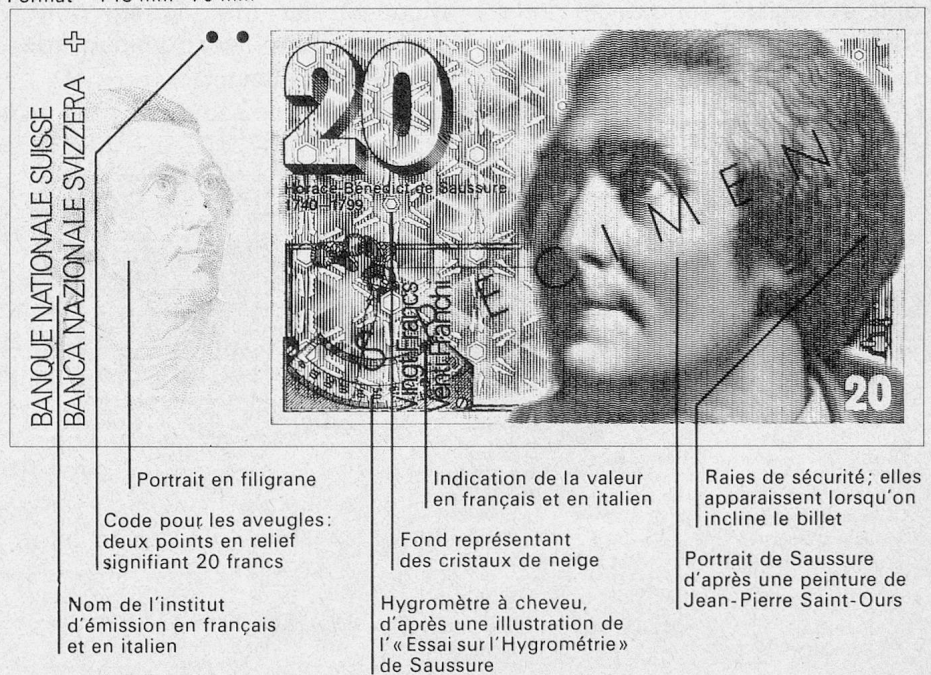 BANQUE NATIONALE SUISSE
BANCA NAZIONALE SVIZZERA
20
Horace-Bénédict de Saussure
1740–1799
Vingt Francs
Venti Franchi
ECIMEN
20
Portrait en filigrane
Code pour les aveugles:
deux points en relief
signifiant 20 francs
Nom de l'institut
d'émission en français
et en italien
Indication de la valeur
en français et en italien
Fond représentant
des cristaux de neige
Hygromètre à cheveu,
d'après une illustration de
l'«Essai sur l'Hygrométrie»
de Saussure
Raies de sécurité; elles
apparaissent lorsqu'on
incline le billet
Portrait de Saussure
d'après une peinture de
Jean-Pierre Saint-Ours